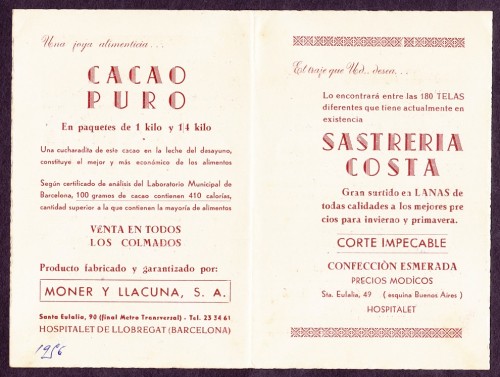 Una joya alimenticia...
CACAO
PURO
En paquetes de 1 kilo y 1/4 kilo
Una cucharadita de este cacao en la leche del desayuno,
constituye el mejor y más económico de los alimentos
Según certificado de análisis del Laboratorio Municipal de
Barcelona, 100 gramos de cacao contienen 410 calorías,
cantidad superior a la que contienen la mayoría de alimentos
VENTA EN TODOS
LOS COLMADOS
Producto fabricado y garantizado por:
MONER Y LLACUNA, S. A.
Santa Eulalia, 90 (final Metro Transversal) - Tel. 23 34 61
HOSPITALET DE LLOBREGAT (BARCELONA)
1956
El traje que Ud. desea...
Lo encontrará entre las 180 TELAS
diferentes que tiene actualmente en
existencia
SASTRERIA
COSTA
Gran surtido en LANAS de
todas calidades a los mejores pre
cios para invierno y primavera.
CORTE IMPECABLE
CONFECCIÓN ESMERADA
PRECIOS MODICOS
Sta. Eulalia, 49 (esquina Buenos Aires)
HOSPITALET